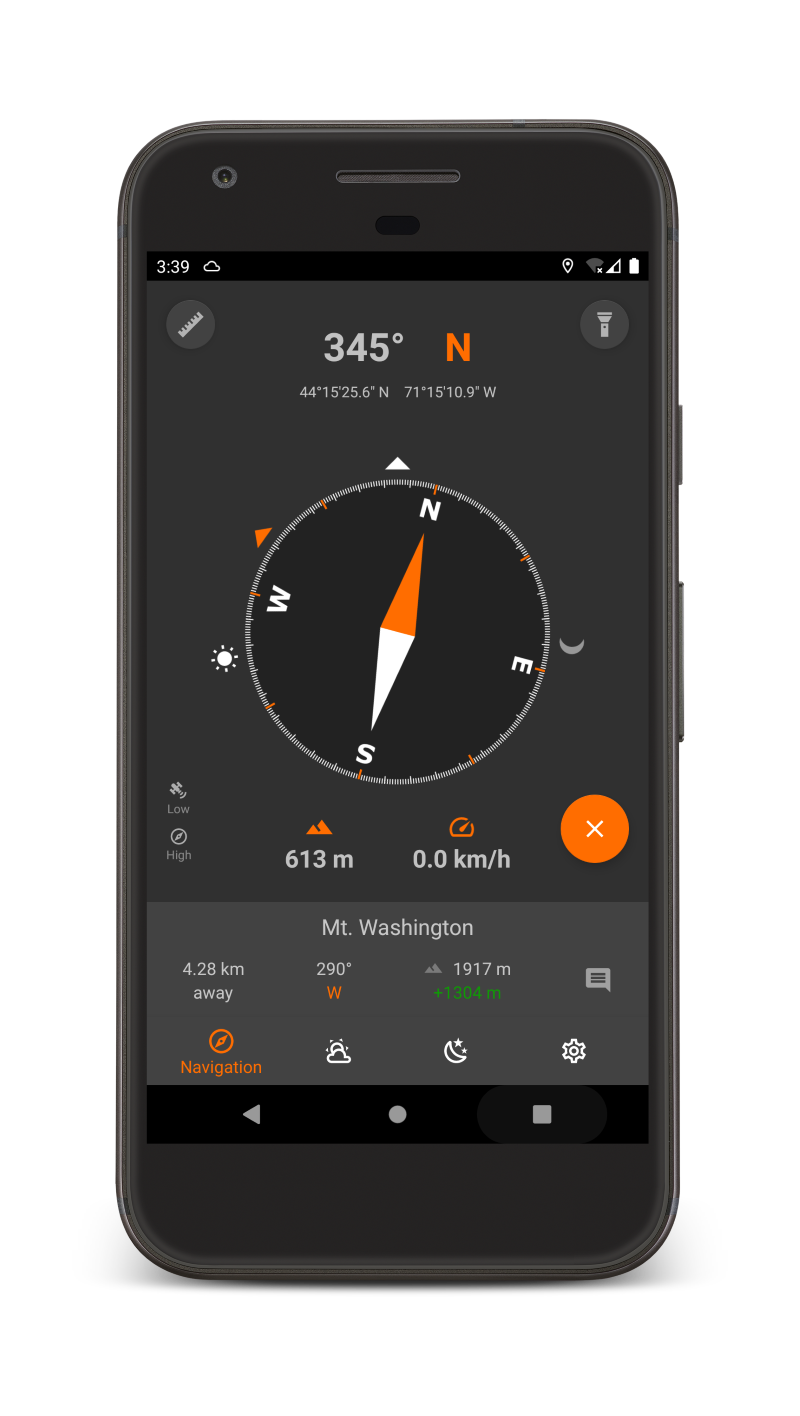 3:39
345° N
44°15'25.6" N 71°15'10.9" W
N
W
E
S
Low
High
613 m 0.0 km/h
Mt. Washington
4.28 km 290° 1917 m
away W +1304 m
Navigation